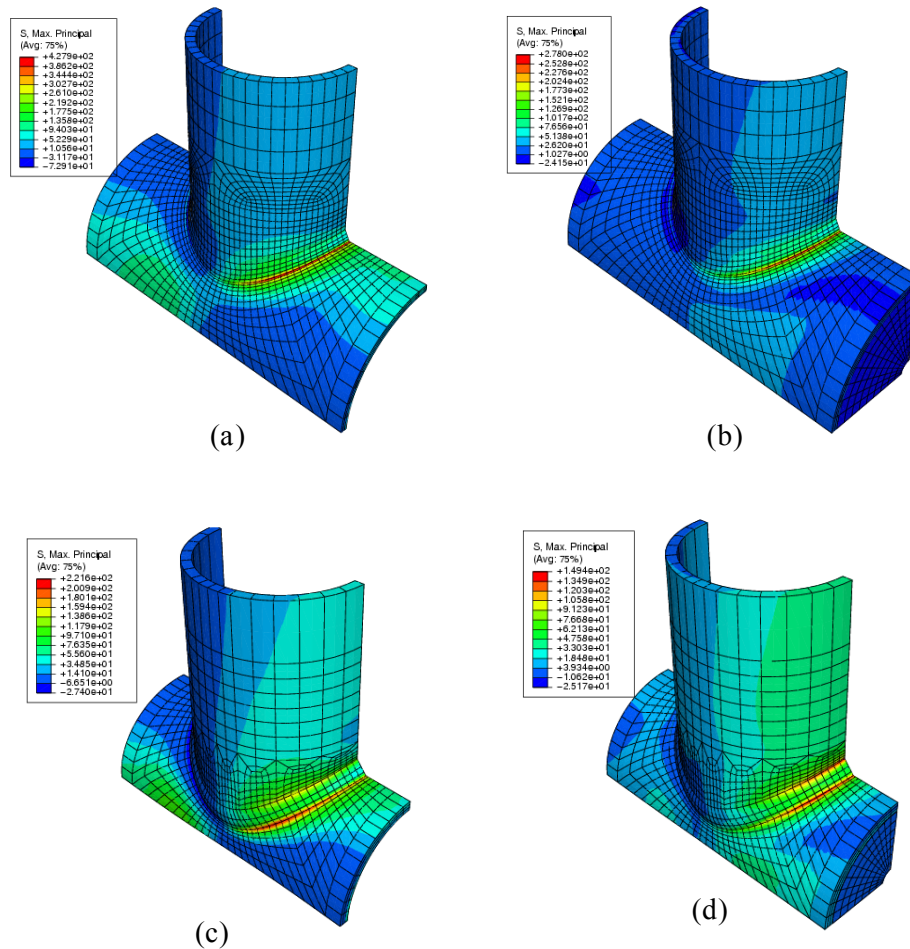 S, Max. Principal
(Avg: 75%)
+4.279e+02
+3.862e+02
+3.444e+02
+3.027e+02
+2.610e+02
+2.192e+02
+1.775e+02
+1.358e+02
+9.403e+01
+5.229e+01
+1.056e+01
−3.117e+01
−7.291e+01
(a)
S, Max. Principal
(Avg: 75%)
+2.780e+02
+2.528e+02
+2.276e+02
+2.024e+02
+1.773e+02
+1.521e+02
+1.269e+02
+1.017e+02
+7.656e+01
+5.138e+01
+2.620e+01
+1.027e+00
−2.415e+01
(b)
S, Max. Principal
(Avg: 75%)
+2.216e+02
+2.009e+02
+1.801e+02
+1.594e+02
+1.386e+02
+1.179e+02
+9.710e+01
+7.635e+01
+5.560e+01
+3.485e+01
+1.410e+01
−6.651e+00
−2.740e+01
(c)
S, Max. Principal
(Avg: 75%)
+1.494e+02
+1.349e+02
+1.203e+02
+1.058e+02
+9.123e+01
+7.668e+01
+6.213e+01
+4.758e+01
+3.303e+01
+1.848e+01
+3.934e+00
−1.062e+01
−2.517e+01
(d)